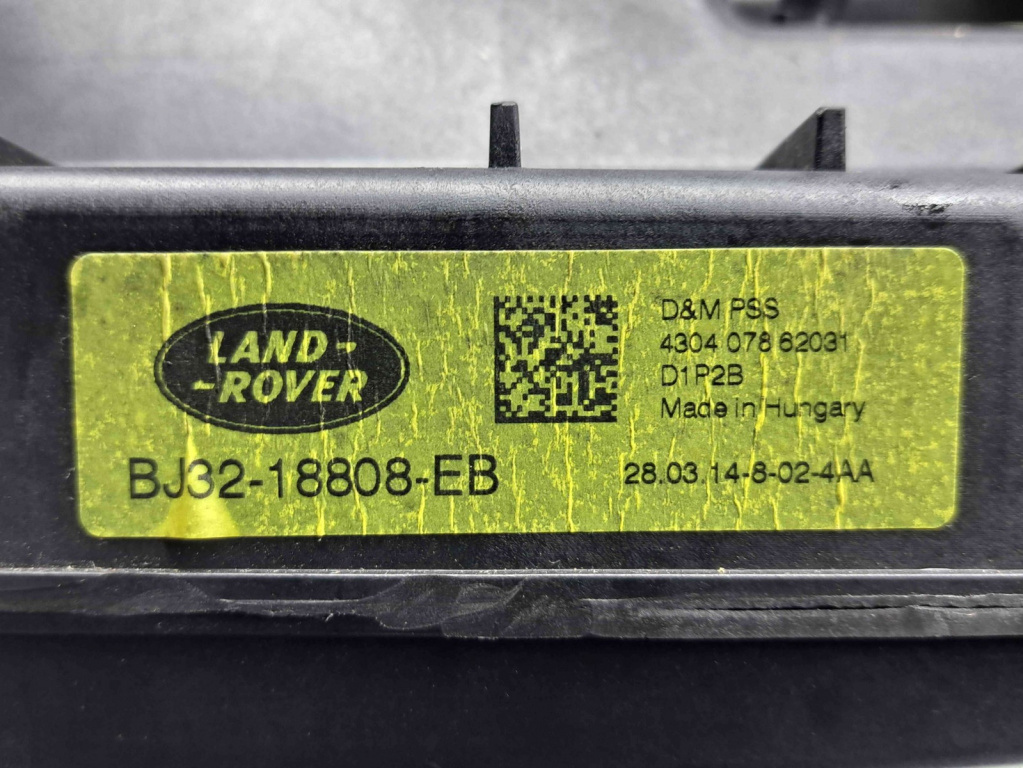 LAND-
-ROVER
BJ32-18808-EB
D&M PSS
4304 078 62031
D1P2B
Made in Hungary
28.03.14-8-02-4AA